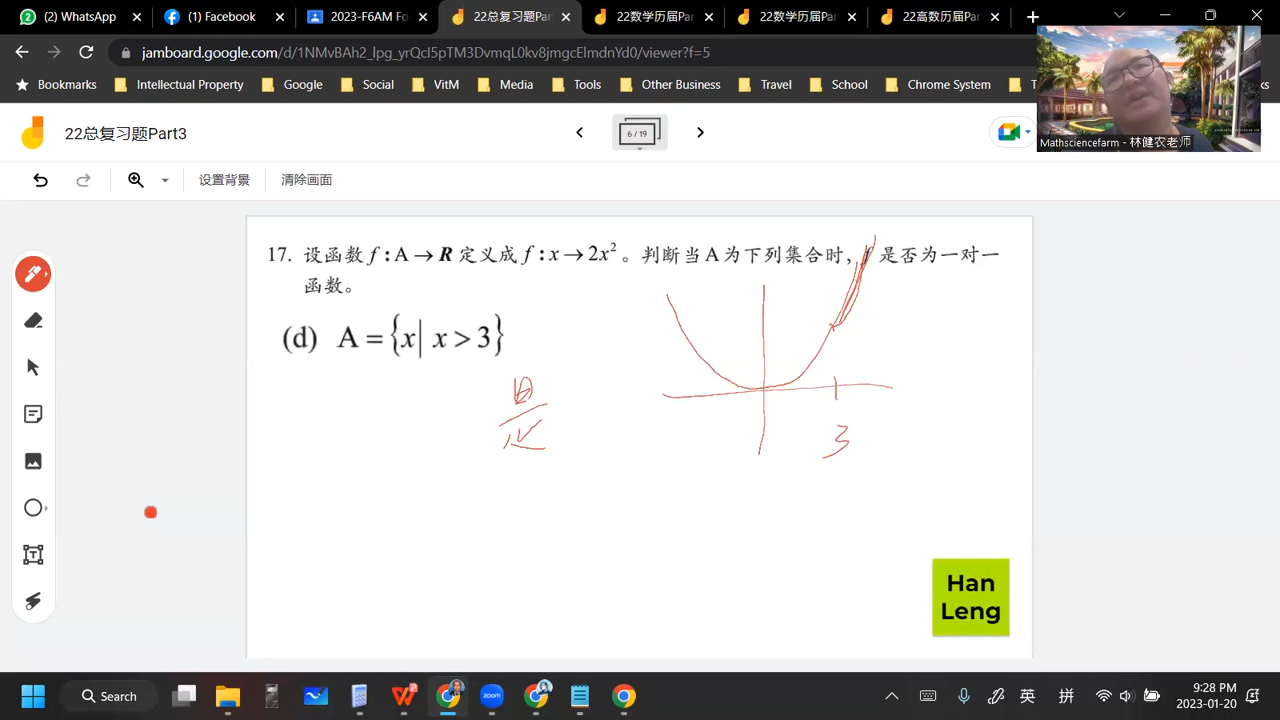 (2) WhatsApp
(1) Facebook
2023-F6AM Fo
22总复习题Part
22数学历届Par
22数学历届Par
22高数历届Part
jamboard.google.com/d/1NMvBAh2_lpg_yrOcI5pTM3DvmqL0kv8jmgcElmdnYd0/viewer?f=5
Bookmarks
Intellectual Property
Google
Social
VitM
Media
Tools
Other Business
Travel
School
Chrome System
Mathsciencefarm - 林健农老师
22总复习题Part3
6 / 19
设置背景
清除画面
17. 设函数 f : A → R 定义成 f : x → 2x²。判断当 A 为下列集合时，f 是否为一对一
函数。
(d) A = {x| x > 3}
是
3
Han
Leng
Search
zoom
英
拼
9:28 PM
2023-01-20